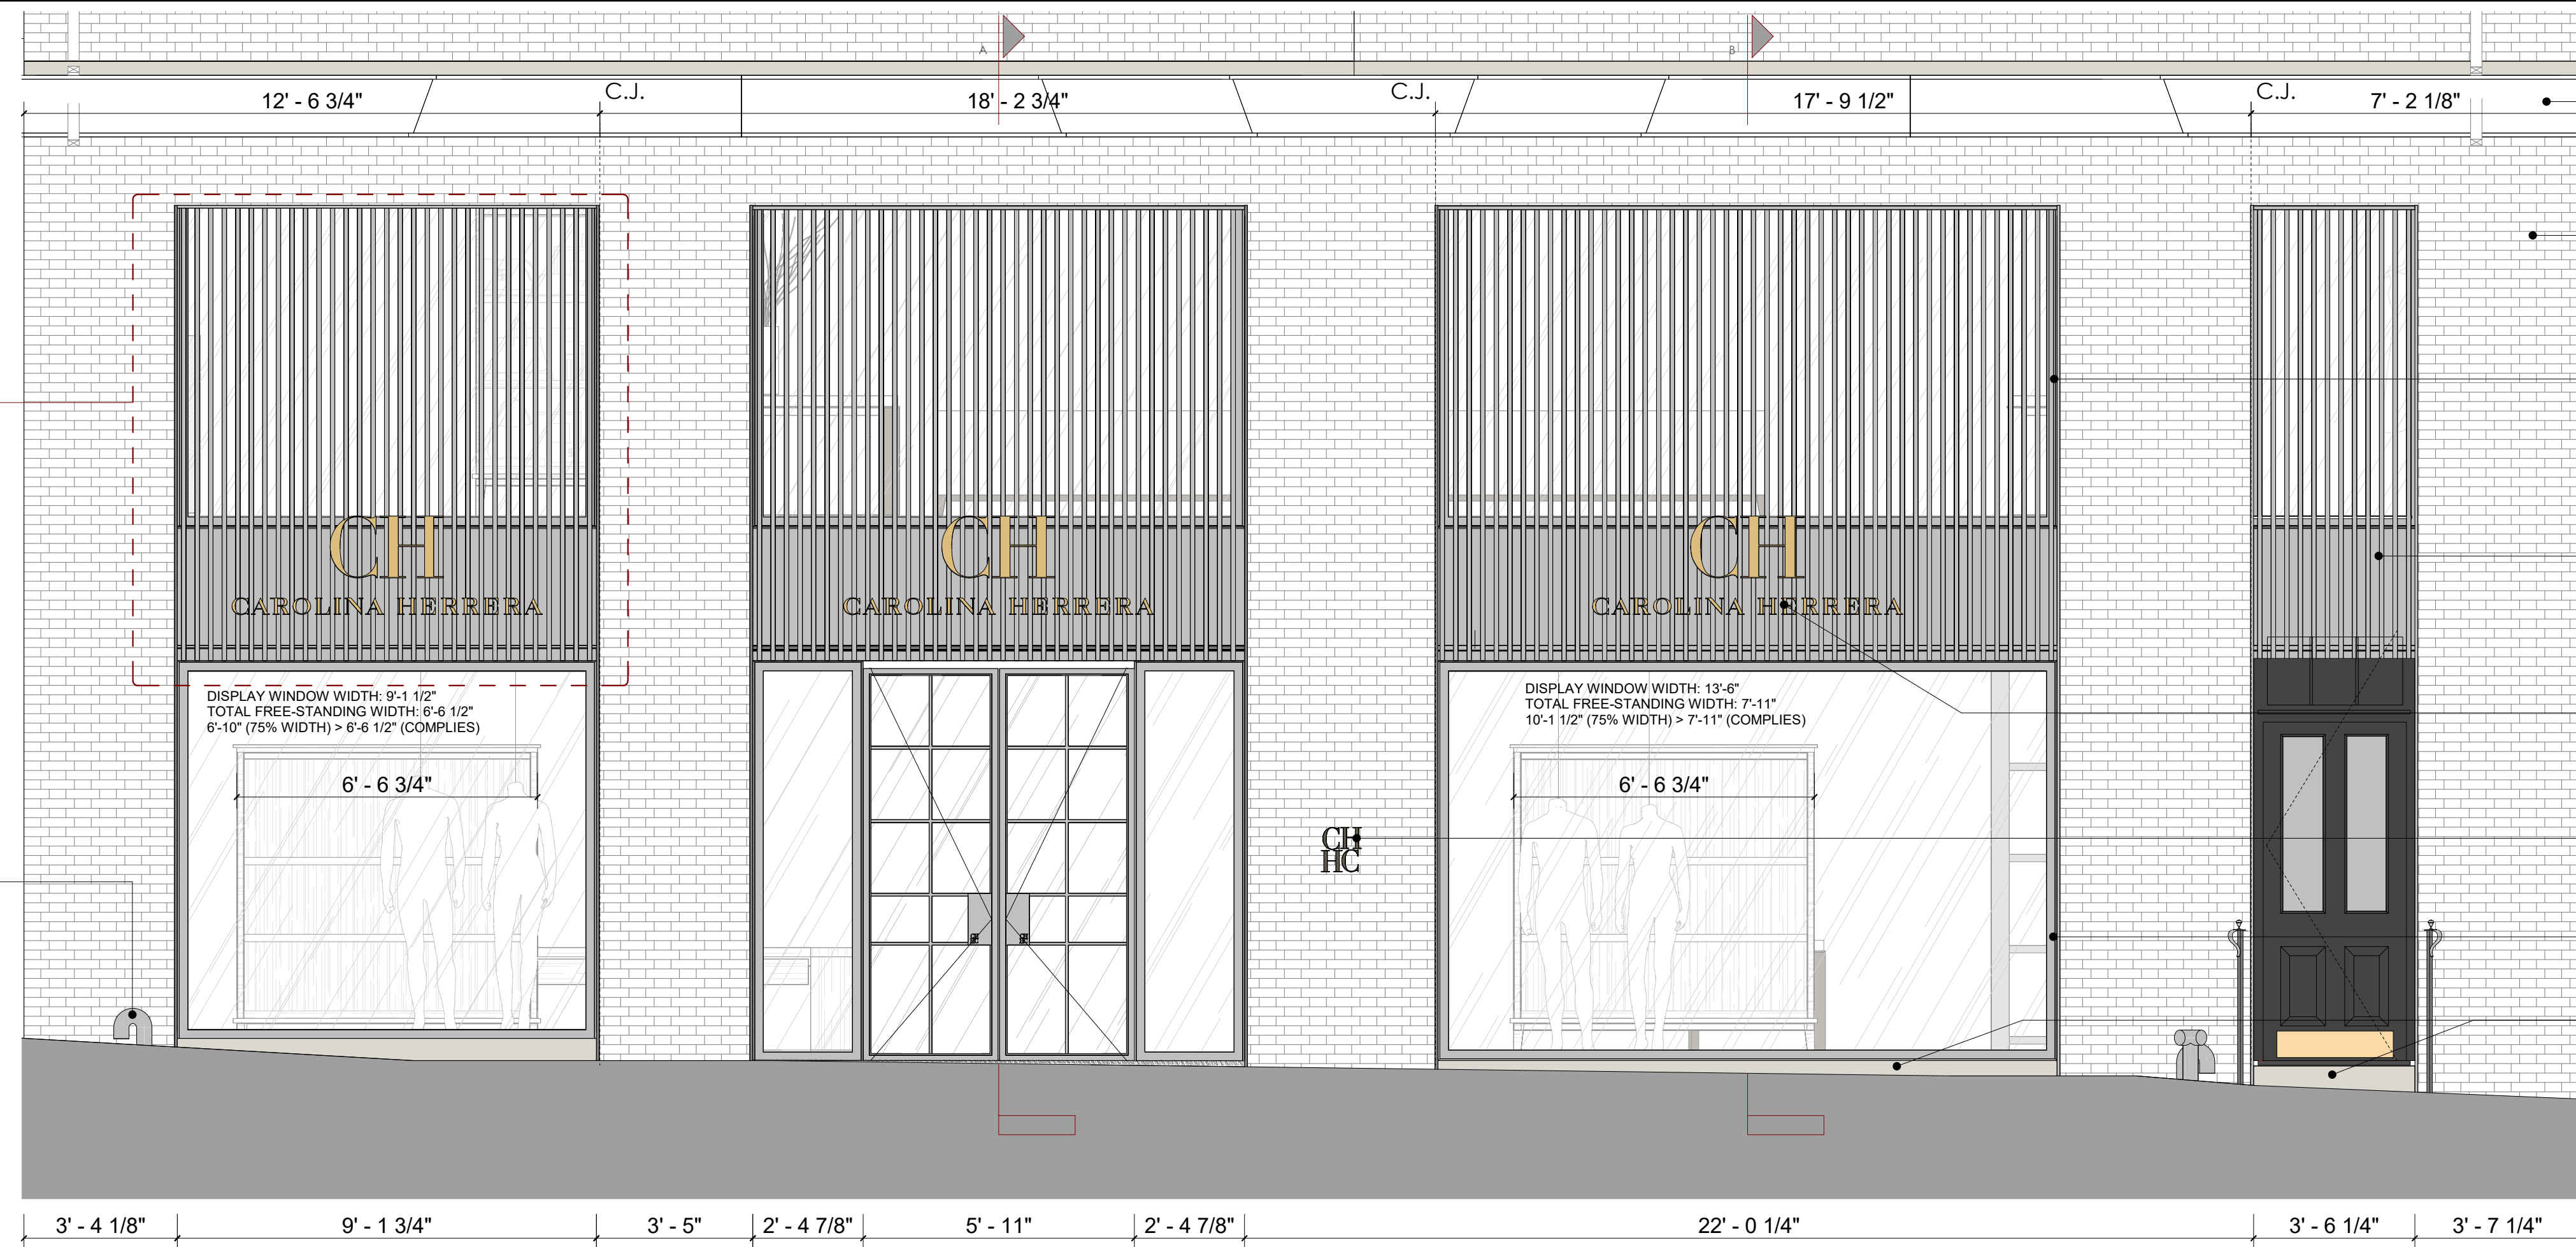 A
B
12' - 6 3/4"
C.J.
18' - 2 3/4"
C.J.
17' - 9 1/2"
C.J.
7' - 2 1/8"
CH
CAROLINA HERRERA
CH
CAROLINA HERRERA
CH
CAROLINA HERRERA
DISPLAY WINDOW WIDTH: 9'-1 1/2"
TOTAL FREE-STANDING WIDTH: 6'-6 1/2"
6'-10" (75% WIDTH) > 6'-6 1/2" (COMPLIES)
DISPLAY WINDOW WIDTH: 13'-6"
TOTAL FREE-STANDING WIDTH: 7'-11"
10'-1 1/2" (75% WIDTH) > 7'-11" (COMPLIES)
6' - 6 3/4"
6' - 6 3/4"
CH
HC
3' - 4 1/8"
9' - 1 3/4"
3' - 5"
2' - 4 7/8"
5' - 11"
2' - 4 7/8"
22' - 0 1/4"
3' - 6 1/4"
3' - 7 1/4"